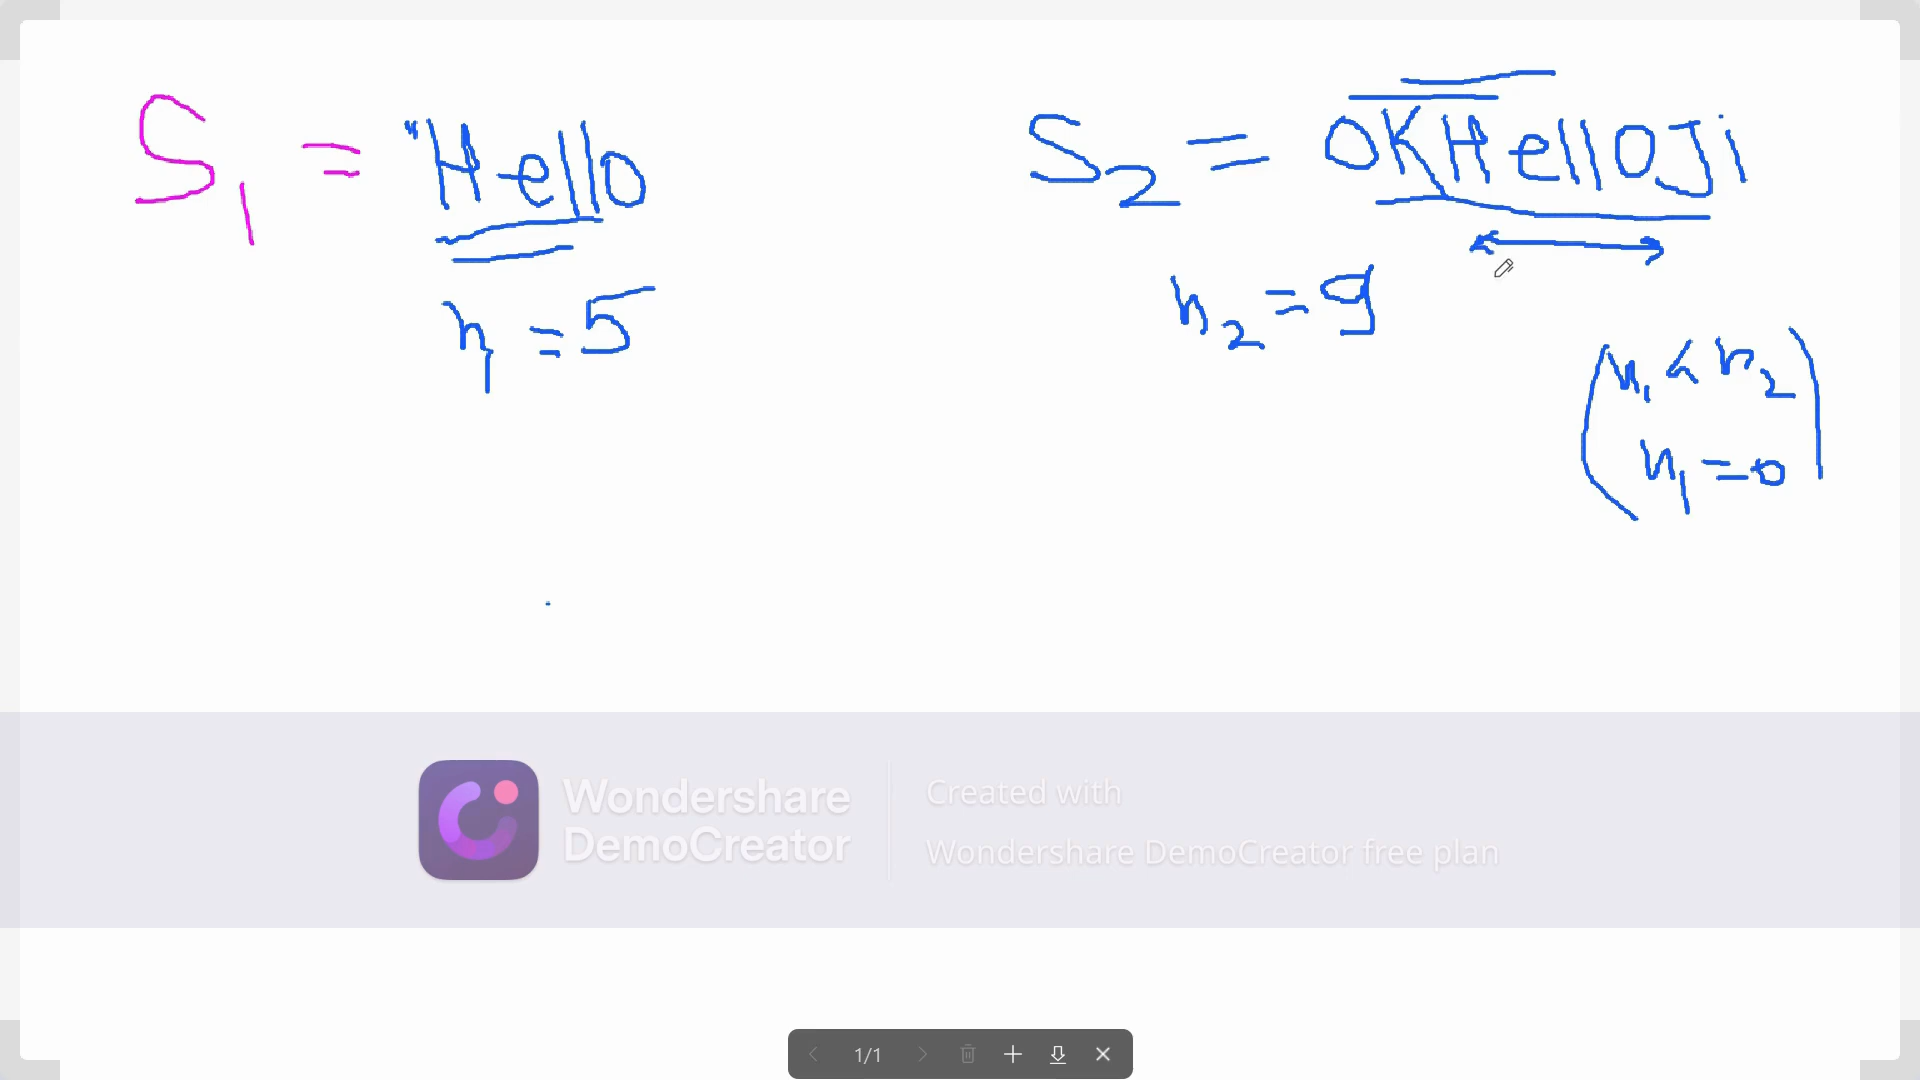 S1 = "Hello
S2 = OKHelloJi
n1 = 5
n2 = 9
n1 < n2
n1 = 0
Wondershare
DemoCreator
Created with
Wondershare DemoCreator free plan
1/1